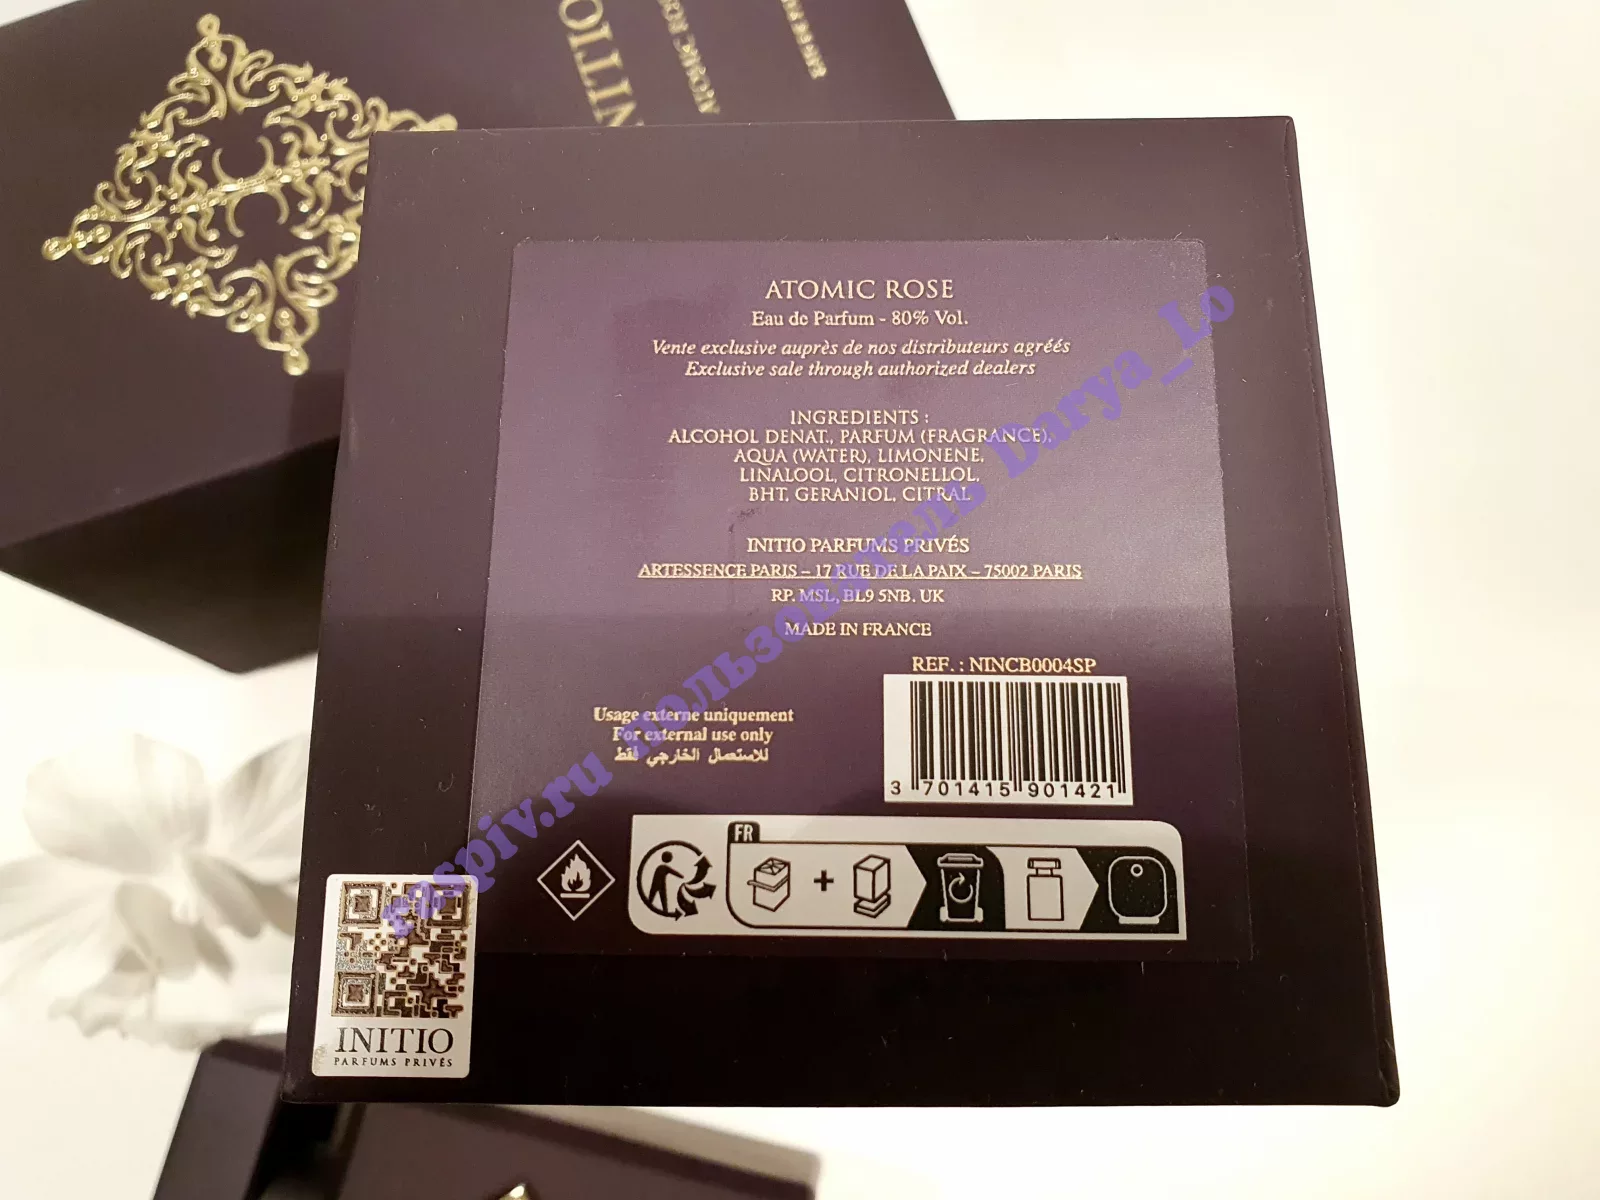 INITIO
ATOMIC ROSE
ATOMIC ROSE
Eau de Parfum - 80% Vol.
Vente exclusive auprès de nos distributeurs agréés
Exclusive sale through authorized dealers
INGREDIENTS :
ALCOHOL DENAT., PARFUM (FRAGRANCE),
AQUA (WATER), LIMONENE,
LINALOOL, CITRONELLOL,
BHT, GERANIOL, CITRAL
INITIO PARFUMS PRIVÉS
ARTESSENCE PARIS – 17 RUE DE LA PAIX – 75002 PARIS
RP. MSL, BL9 5NB. UK
MADE IN FRANCE
REF. : NINCB0004SP
3 701415 901421
Usage externe uniquement
For external use only
للاستعمال الخارجي فقط
FR
INITIO
PARFUMS PRIVÉS
raspiv.ru пользователь Darya_Lo